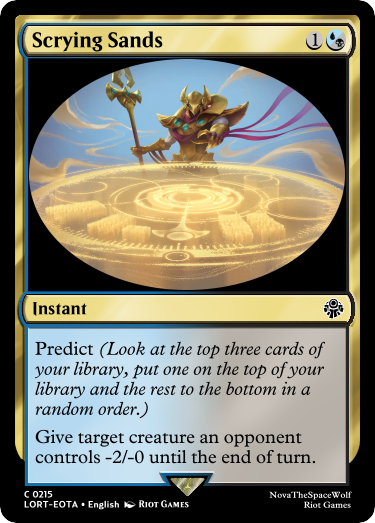 Scrying Sands 1
Instant
Predict (Look at the top three cards of
your library, put one on the top of your
library and the rest to the bottom in a
random order.)
Give target creature an opponent
controls -2/-0 until the end of turn.
C 0215
LORT-EOTA • English RIOT GAMES
NovaTheSpaceWolf
Riot Games